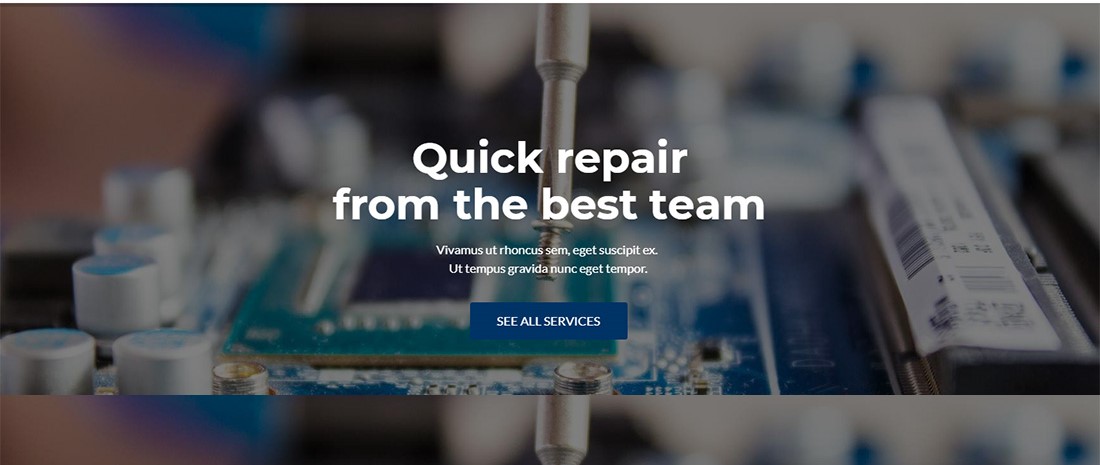 Quick repair
from the best team
Vivamus ut rhoncus sem, eget suscipit ex.
Ut tempus gravida nunc eget tempor.
SEE ALL SERVICES